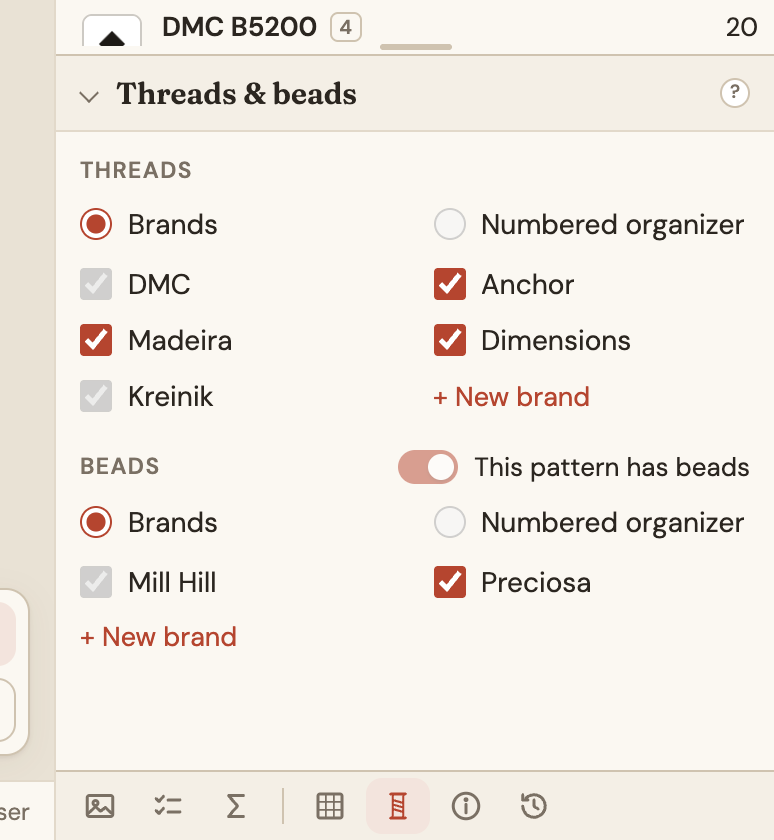 DMC B5200 4 20
Threads & beads ?
THREADS
Brands Numbered organizer
DMC Anchor
Madeira Dimensions
Kreinik + New brand
BEADS This pattern has beads
Brands Numbered organizer
Mill Hill Preciosa
+ New brand
ser